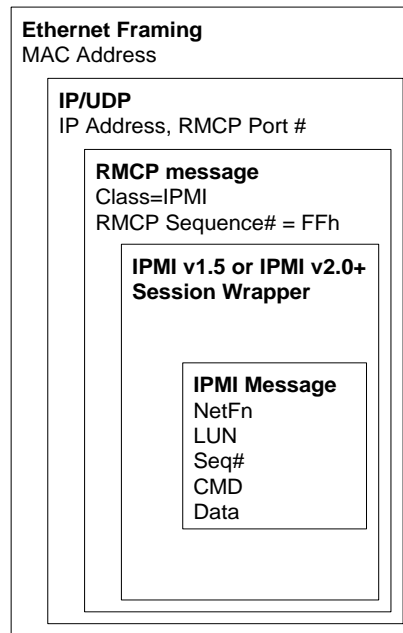 Ethernet Framing
MAC Address
IP/UDP
IP Address, RMCP Port #
RMCP message
Class=IPMI
RMCP Sequence# = FFh
IPMI v1.5 or IPMI v2.0+
Session Wrapper
IPMI Message
NetFn
LUN
Seq#
CMD
Data